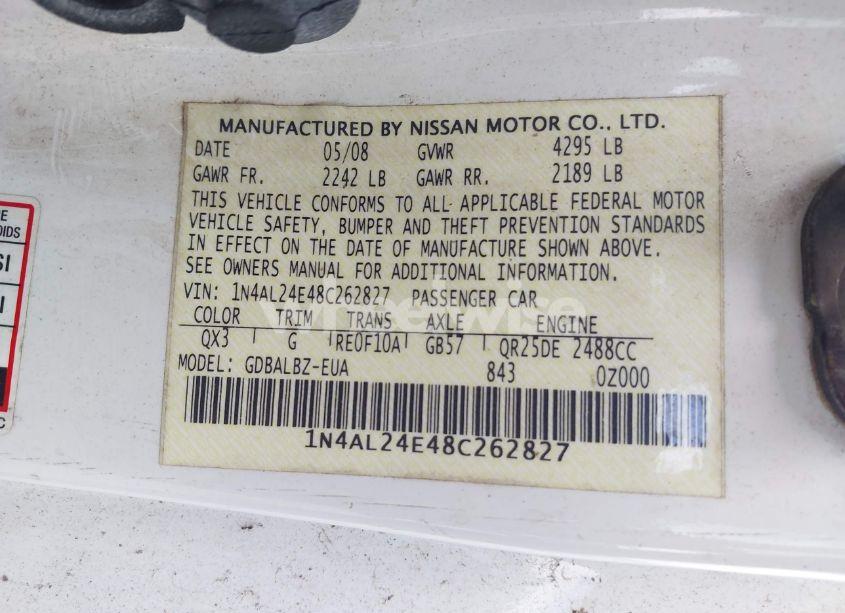 MANUFACTURED BY NISSAN MOTOR CO., LTD.
DATE 05/08 GVWR 4295 LB
GAWR FR. 2242 LB GAWR RR. 2189 LB
THIS VEHICLE CONFORMS TO ALL APPLICABLE FEDERAL MOTOR
VEHICLE SAFETY, BUMPER AND THEFT PREVENTION STANDARDS
IN EFFECT ON THE DATE OF MANUFACTURE SHOWN ABOVE.
SEE OWNERS MANUAL FOR ADDITIONAL INFORMATION.
VIN: 1N4AL24E48C262827 PASSENGER CAR
COLOR TRIM TRANS AXLE ENGINE
QX3 G RE0F10A GB57 QR25DE 2488CC
MODEL: GDBALBZ-EUA 843 0Z000
1N4AL24E48C262827